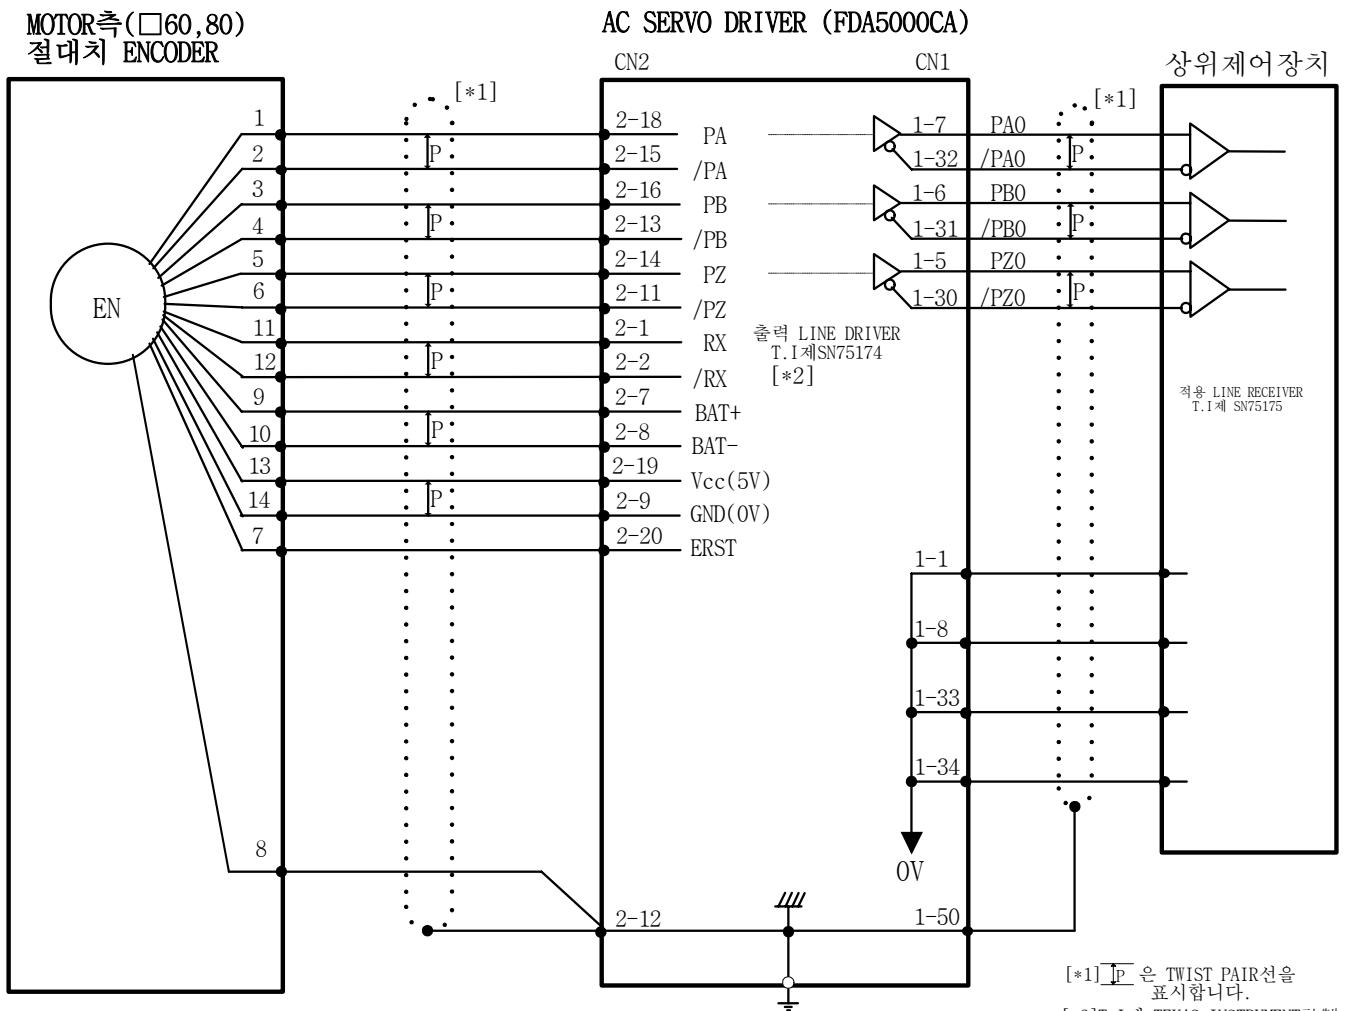 MOTOR측(□60,80)
절대치 ENCODER
AC SERVO DRIVER (FDA5000CA)
CN2
CN1
상위제어장치
[*1]
[*1]
1
2-18
PA
1-7
PAO
P
P
2
2-15
/PA
1-32
/PAO
3
2-16
PB
1-6
PBO
P
P
4
2-13
/PB
1-31
/PBO
5
2-14
PZ
1-5
PZO
P
P
6
2-11
/PZ
1-30
/PZO
EN
11
2-1
RX
출력 LINE DRIVER
T.I제SN75174
[*2]
P
12
2-2
/RX
적용 LINE RECEIVER
T.I제 SN75175
9
2-7
BAT+
P
10
2-8
BAT-
13
2-19
Vcc(5V)
P
14
2-9
GND(0V)
7
2-20
ERST
1-1
1-8
1-33
1-34
0V
8
2-12
1-50
[*1] P 은 TWIST PAIR선을
표시합니다.